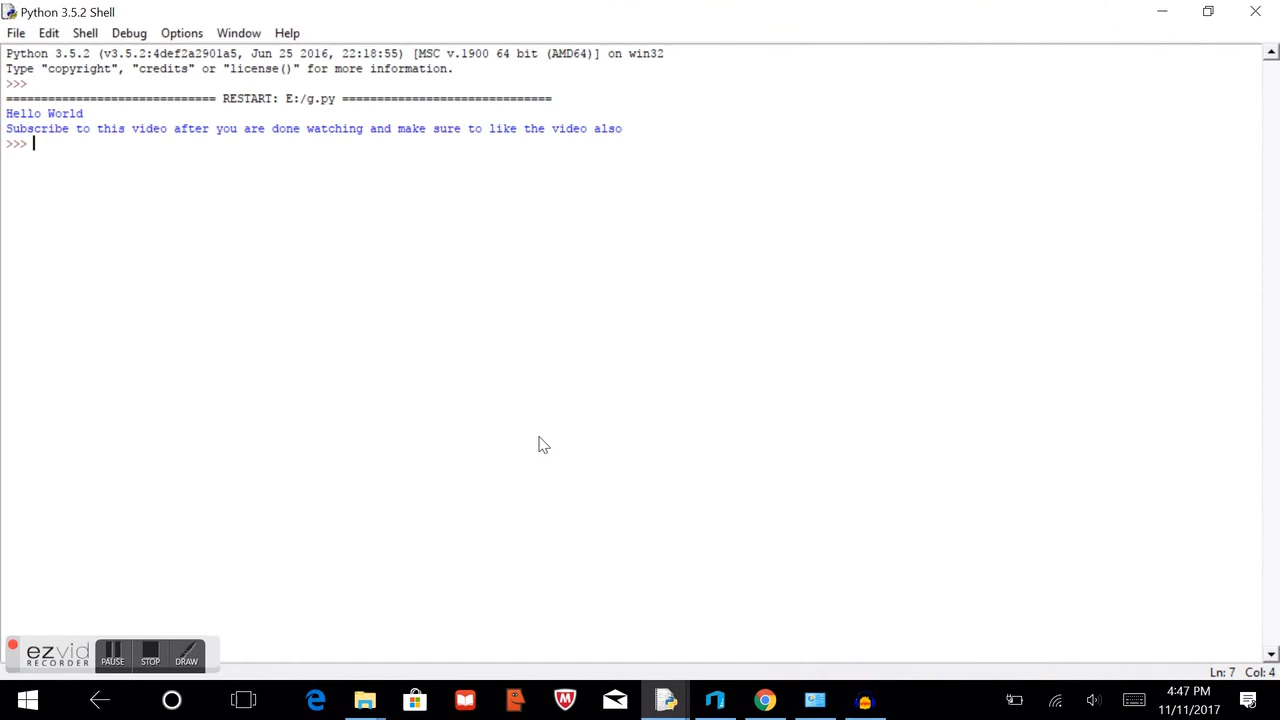 Python 3.5.2 Shell
File Edit Shell Debug Options Window Help
Python 3.5.2 (v3.5.2:4def2a2901a5, Jun 25 2016, 22:18:55) [MSC v.1900 64 bit (AMD64)] on win32
Type "copyright", "credits" or "license()" for more information.
>>>
============================== RESTART: E:/g.py ==============================
Hello World
Subscribe to this video after you are done watching and make sure to like the video also
>>>
ezvid
RECORDER
PAUSE STOP DRAW
Ln: 7 Col: 4
4:47 PM
11/11/2017